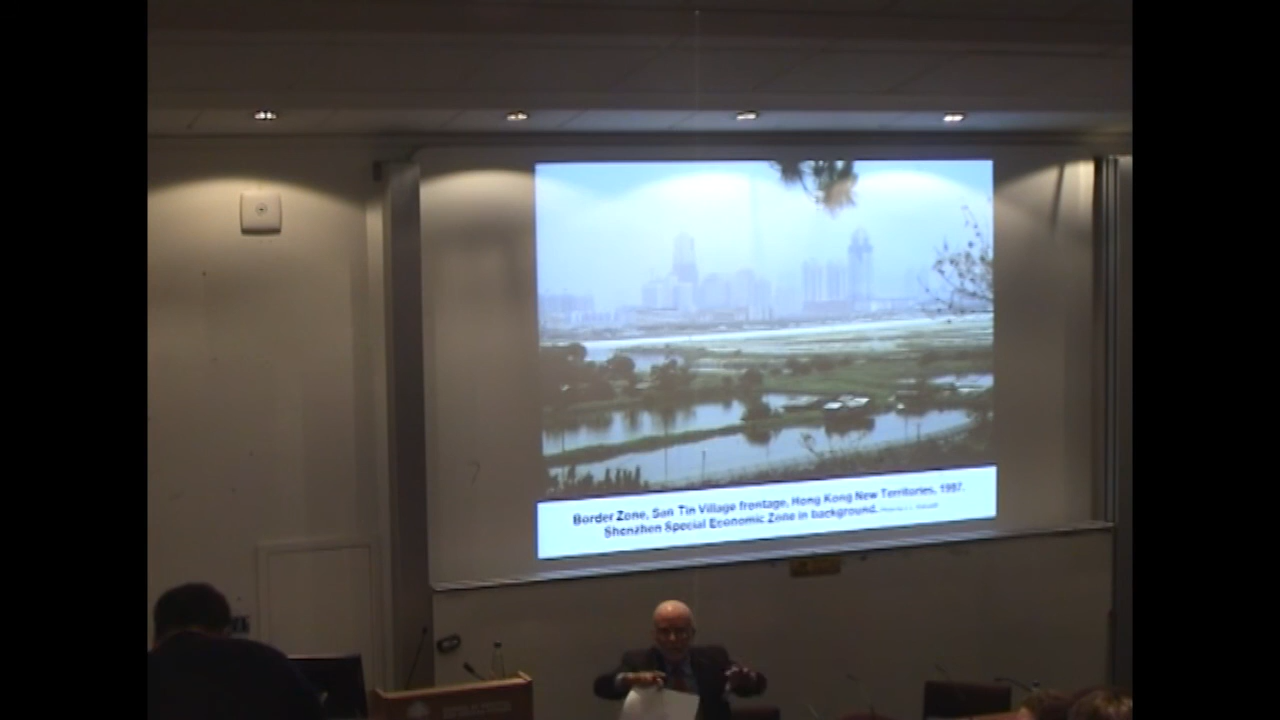 Border Zone, San Tin Village frontage, Hong Kong New Territories, 1997.
Shenzhen Special Economic Zone in background.